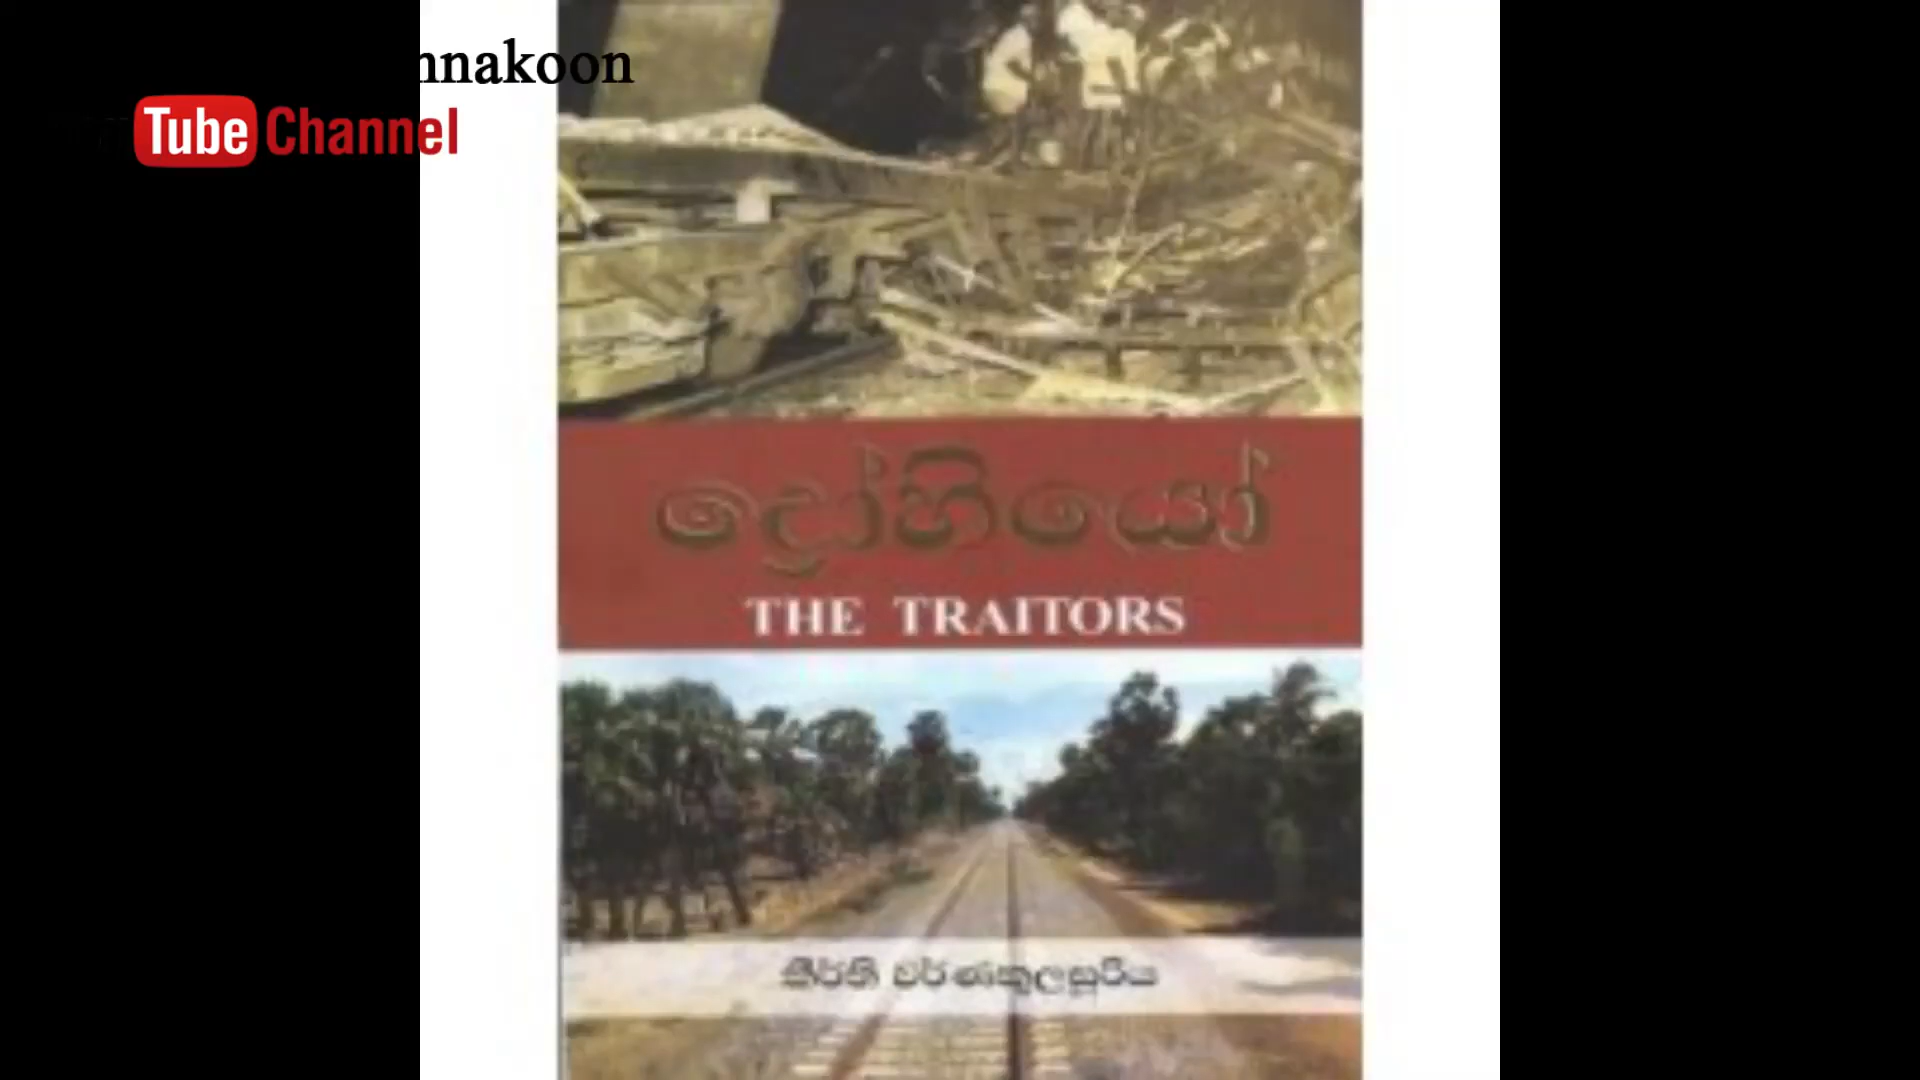 nnakoon
Tube Channel
ද්‍රෝහියෝ
THE TRAITORS
කීර්ති වර්ණකුලසූරිය